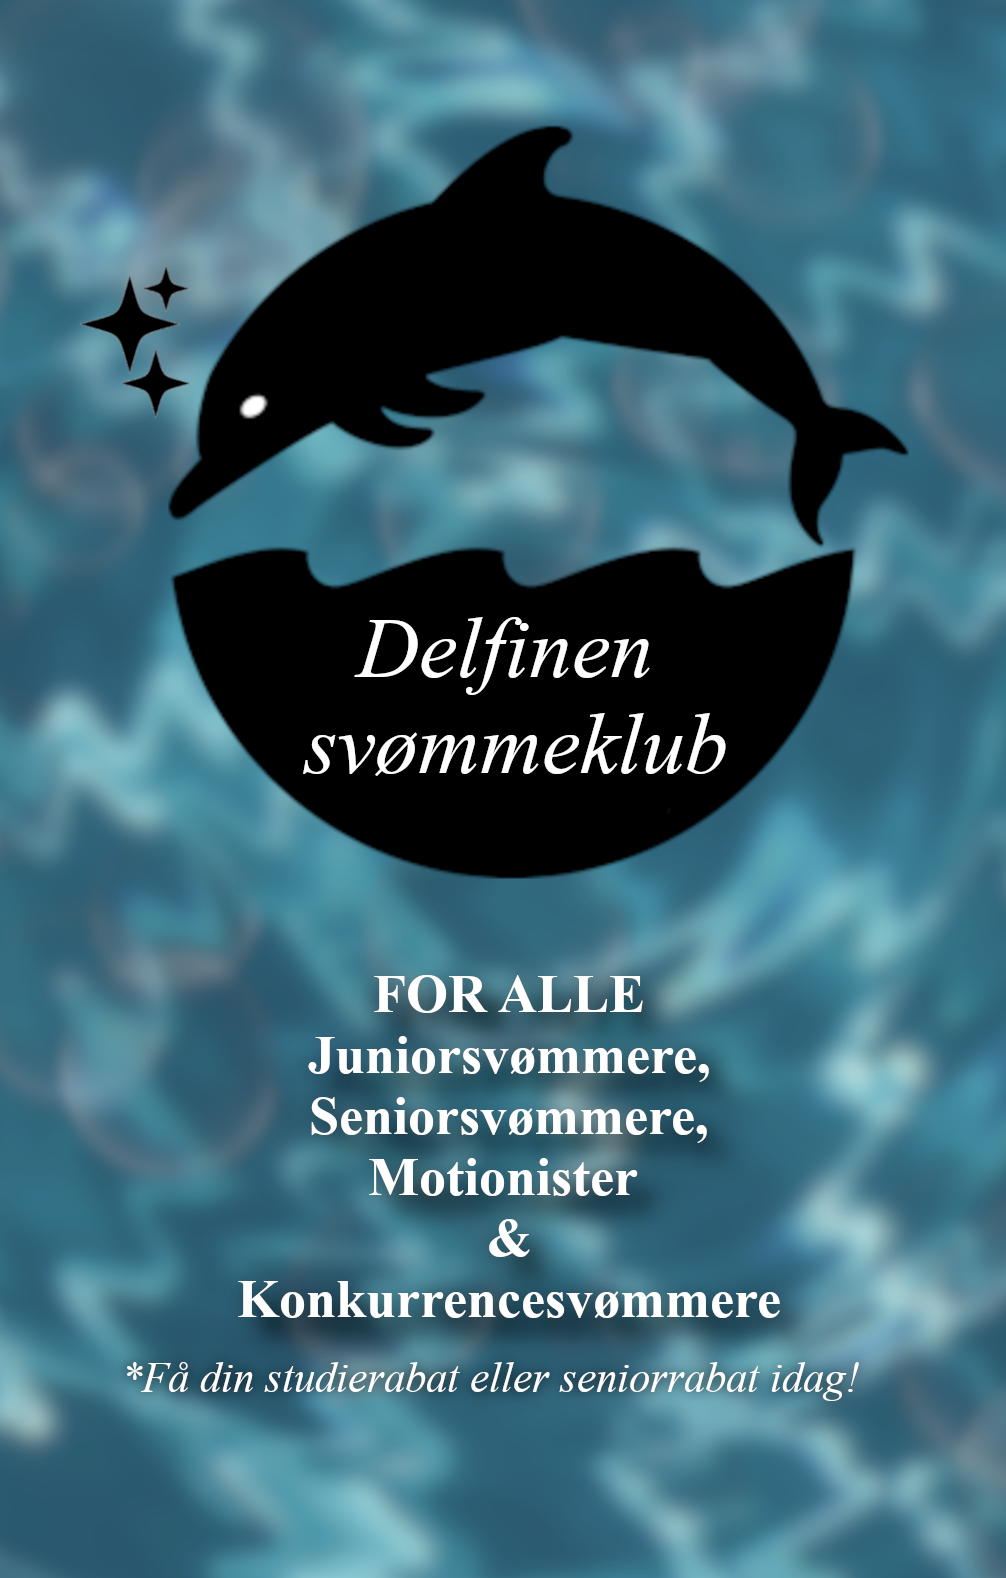 Delfinen
svømmeklub
FOR ALLE
Juniorsvømmere,
Seniorsvømmere,
Motionister
&
Konkurrencesvømmere
*Få din studierabat eller seniorrabat idag!